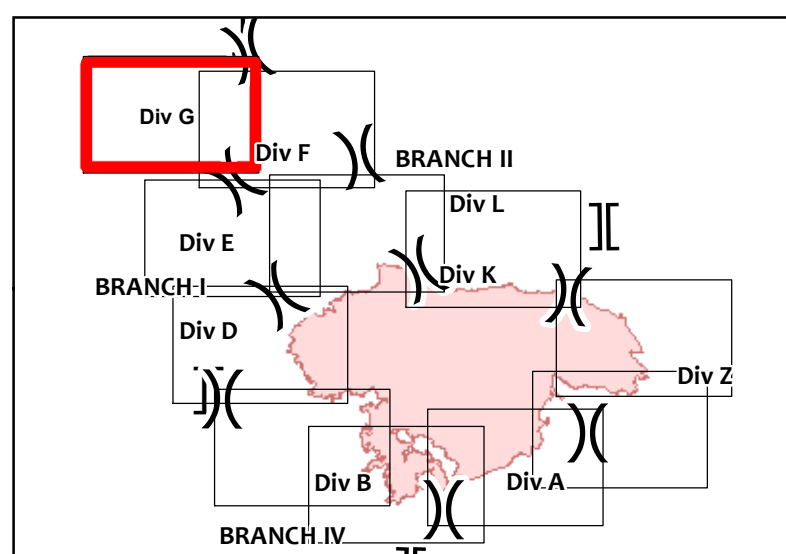 Div G
Div F
BRANCH II
Div L
Div E
Div K
BRANCH I
Div D
Div Z
Div B
Div A
BRANCH IV